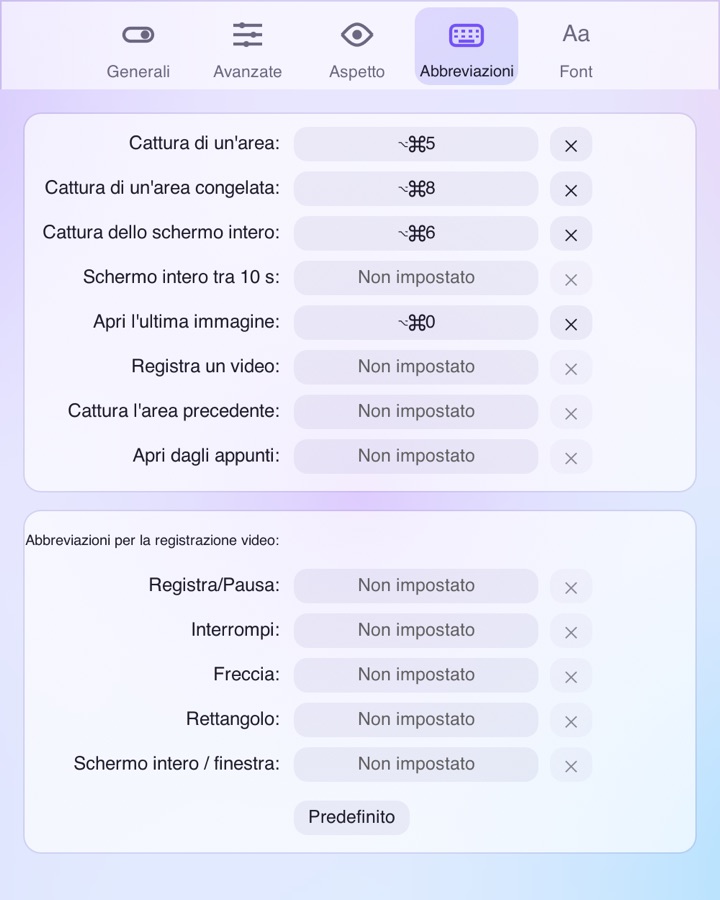 Generali Avanzate Aspetto Abbreviazioni Aa Font
Cattura di un'area: ⌥⌘5
Cattura di un'area congelata: ⌥⌘8
Cattura dello schermo intero: ⌥⌘6
Schermo intero tra 10 s: Non impostato
Apri l'ultima immagine: ⌥⌘0
Registra un video: Non impostato
Cattura l'area precedente: Non impostato
Apri dagli appunti: Non impostato
Abbreviazioni per la registrazione video:
Registra/Pausa: Non impostato
Interrompi: Non impostato
Freccia: Non impostato
Rettangolo: Non impostato
Schermo intero / finestra: Non impostato
Predefinito